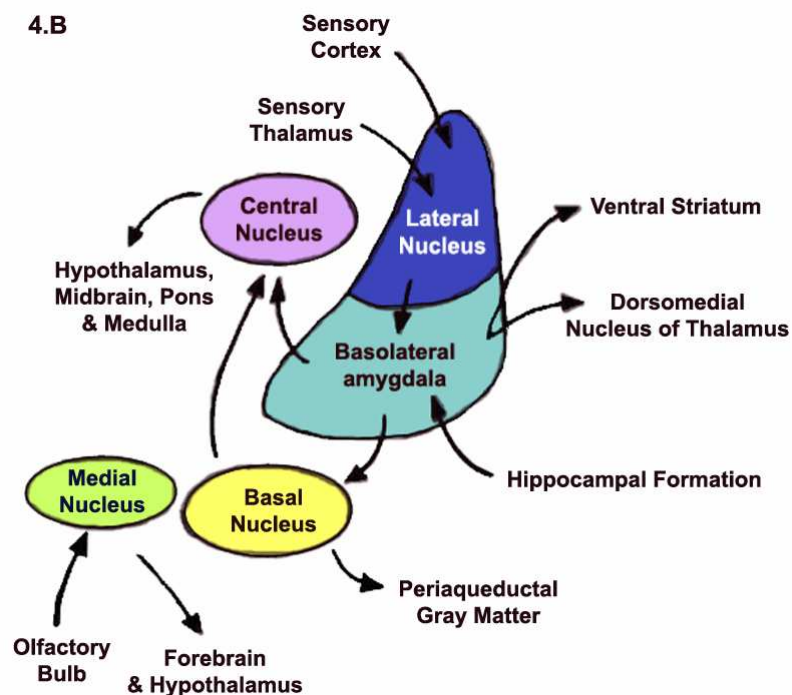 4.B
Sensory
Cortex
Sensory
Thalamus
Central
Nucleus
Lateral
Nucleus
Ventral Striatum
Hypothalamus,
Midbrain, Pons
& Medulla
Dorsomedial
Nucleus of Thalamus
Basolateral
amygdala
Medial
Nucleus
Basal
Nucleus
Hippocampal Formation
Periaqueductal
Gray Matter
Olfactory
Bulb
Forebrain
& Hypothalamus